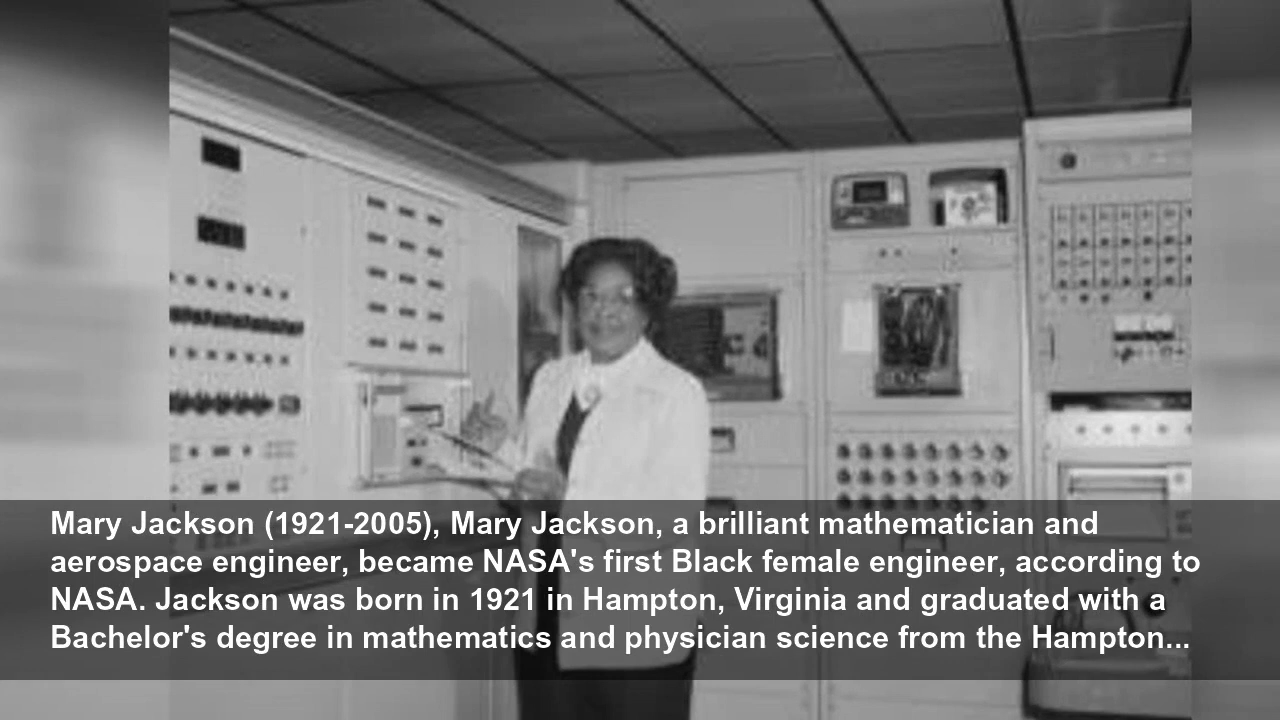 Mary Jackson (1921-2005), Mary Jackson, a brilliant mathematician and
aerospace engineer, became NASA's first Black female engineer, according to
NASA. Jackson was born in 1921 in Hampton, Virginia and graduated with a
Bachelor's degree in mathematics and physician science from the Hampton...